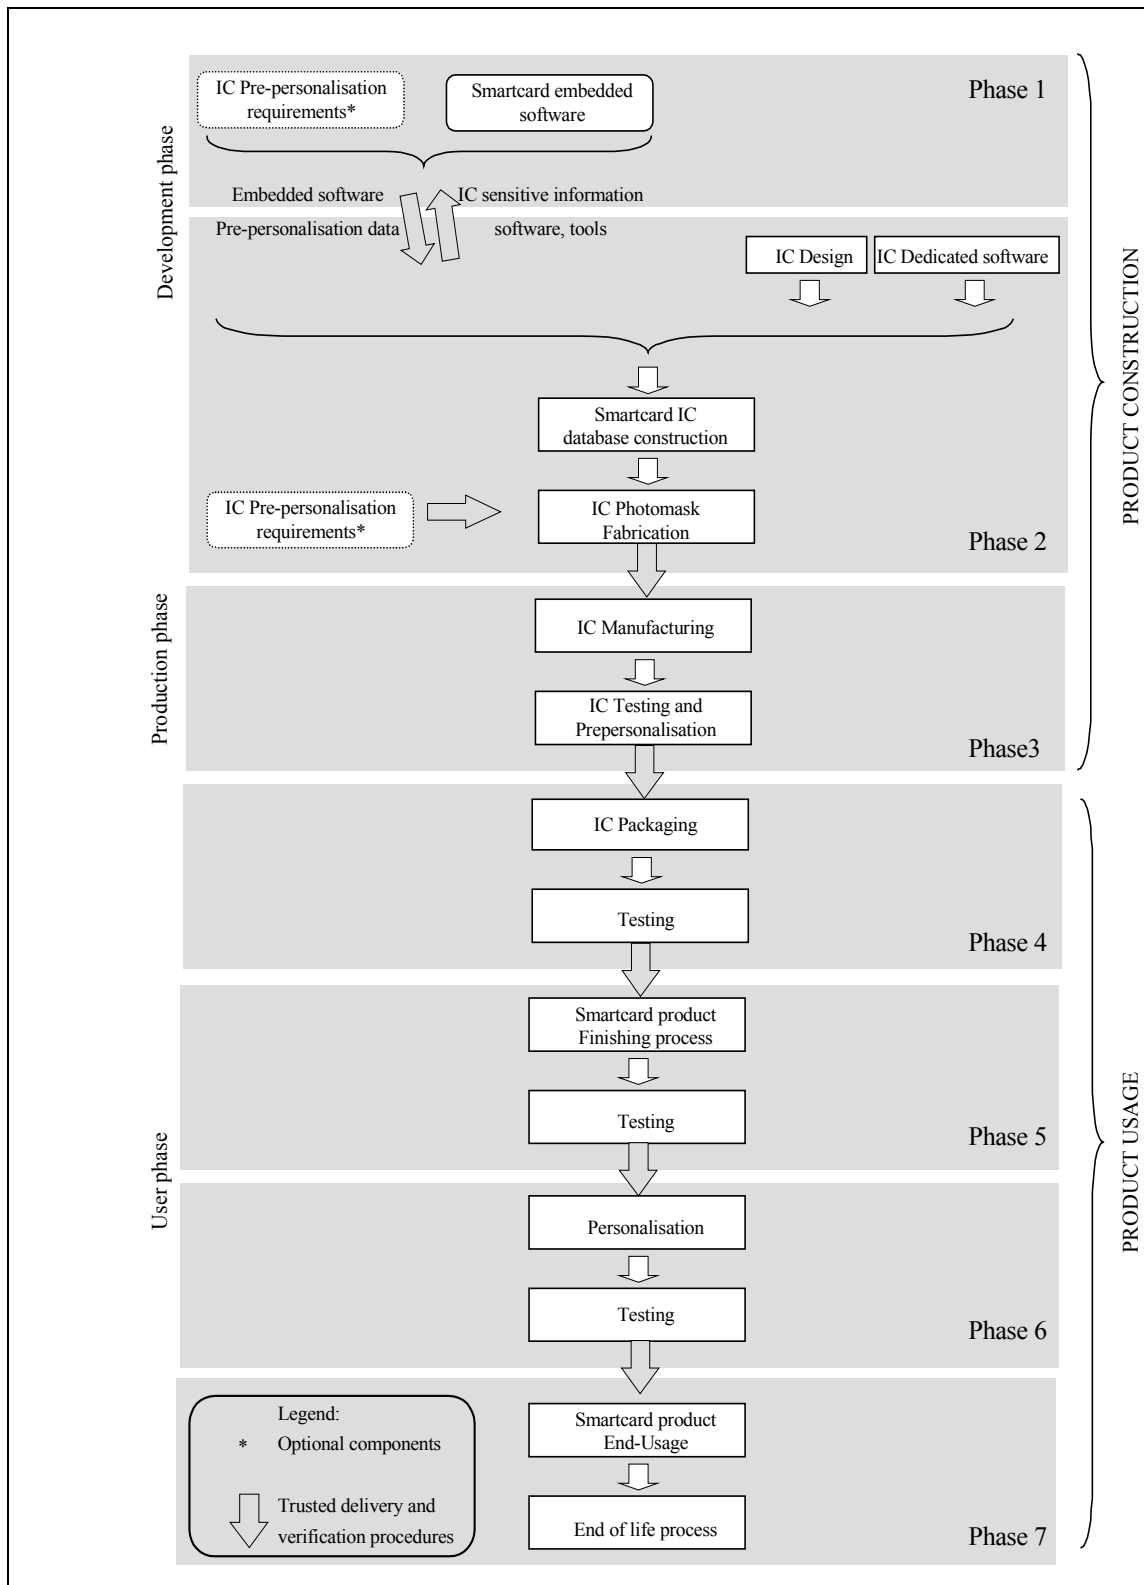 Phase 1
IC Pre-personalisation
requirements*
Smartcard embedded
software
Development phase
Embedded software
IC sensitive information
Pre-personalisation data
software, tools
IC Design
IC Dedicated software
PRODUCT CONSTRUCTION
Smartcard IC
database construction
IC Pre-personalisation
requirements*
IC Photomask
Fabrication
Phase 2
Production phase
IC Manufacturing
IC Testing and
Prepersonalisation
Phase3
IC Packaging
Testing
Phase 4
Smartcard product
Finishing process
Testing
Phase 5
User phase
PRODUCT USAGE
Personalisation
Testing
Phase 6
Legend:
* Optional components
Trusted delivery and
verification procedures
Smartcard product
End-Usage
End of life process
Phase 7